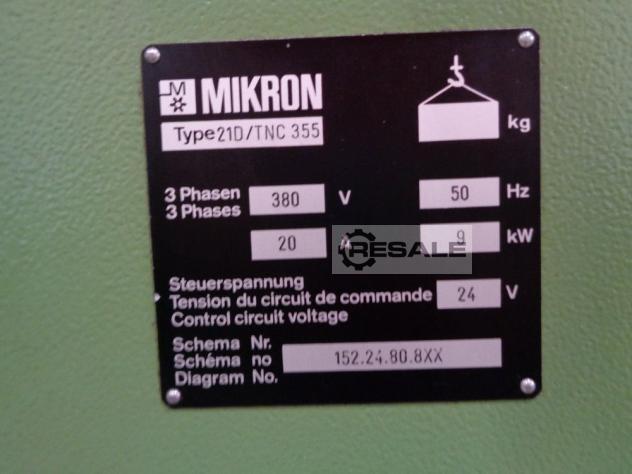 M MIKRON
Type 21D/TNC 355
kg
3 Phasen
3 Phases
380 V
50 Hz
20 A
9 kW
RESALE
Steuerspannung
Tension du circuit de commande 24 V
Control circuit voltage
Schema Nr.
Schéma no
Diagram No.
152.24.80.8XX